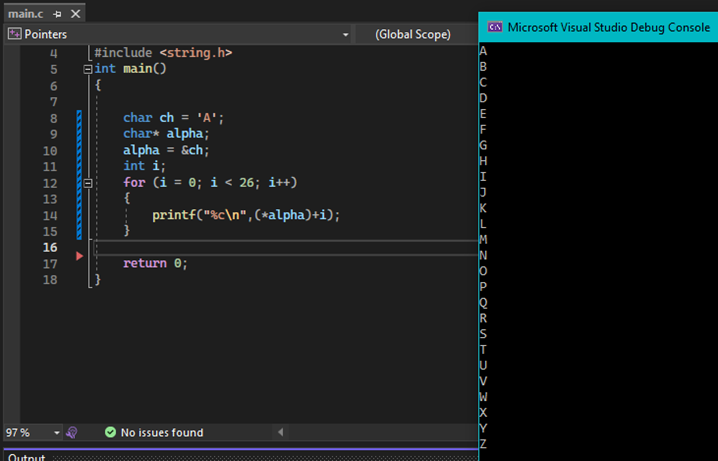 main.c
Pointers
(Global Scope)
4 #include <string.h>
5 int main()
6 {
7
8 char ch = 'A';
9 char* alpha;
10 alpha = &ch;
11 int i;
12 for (i = 0; i < 26; i++)
13 {
14 printf("%c\n",(*alpha)+i);
15 }
16
17 return 0;
18 }
97 %
No issues found
Output
Microsoft Visual Studio Debug Console
A
B
C
D
E
F
G
H
I
J
K
L
M
N
O
P
Q
R
S
T
U
V
W
X
Y
Z